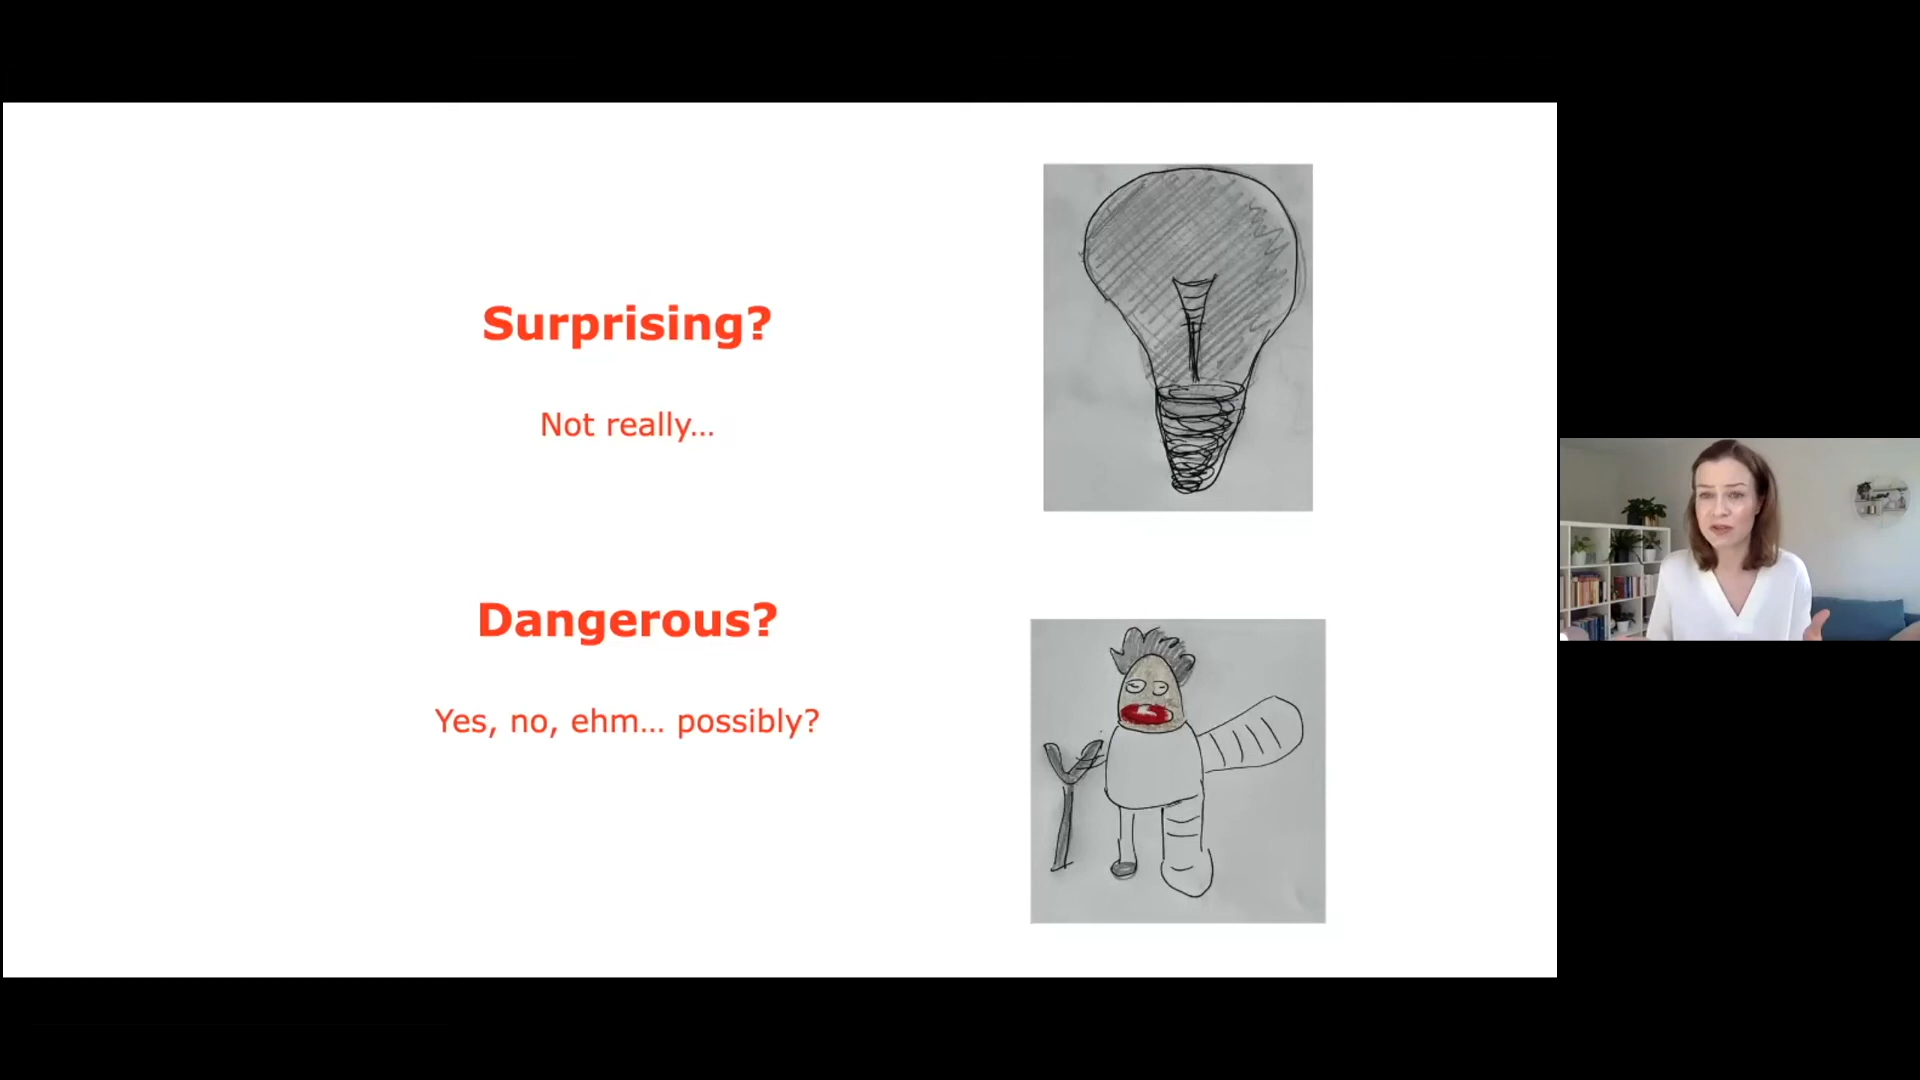 Surprising?
Not really…
Dangerous?
Yes, no, ehm… possibly?